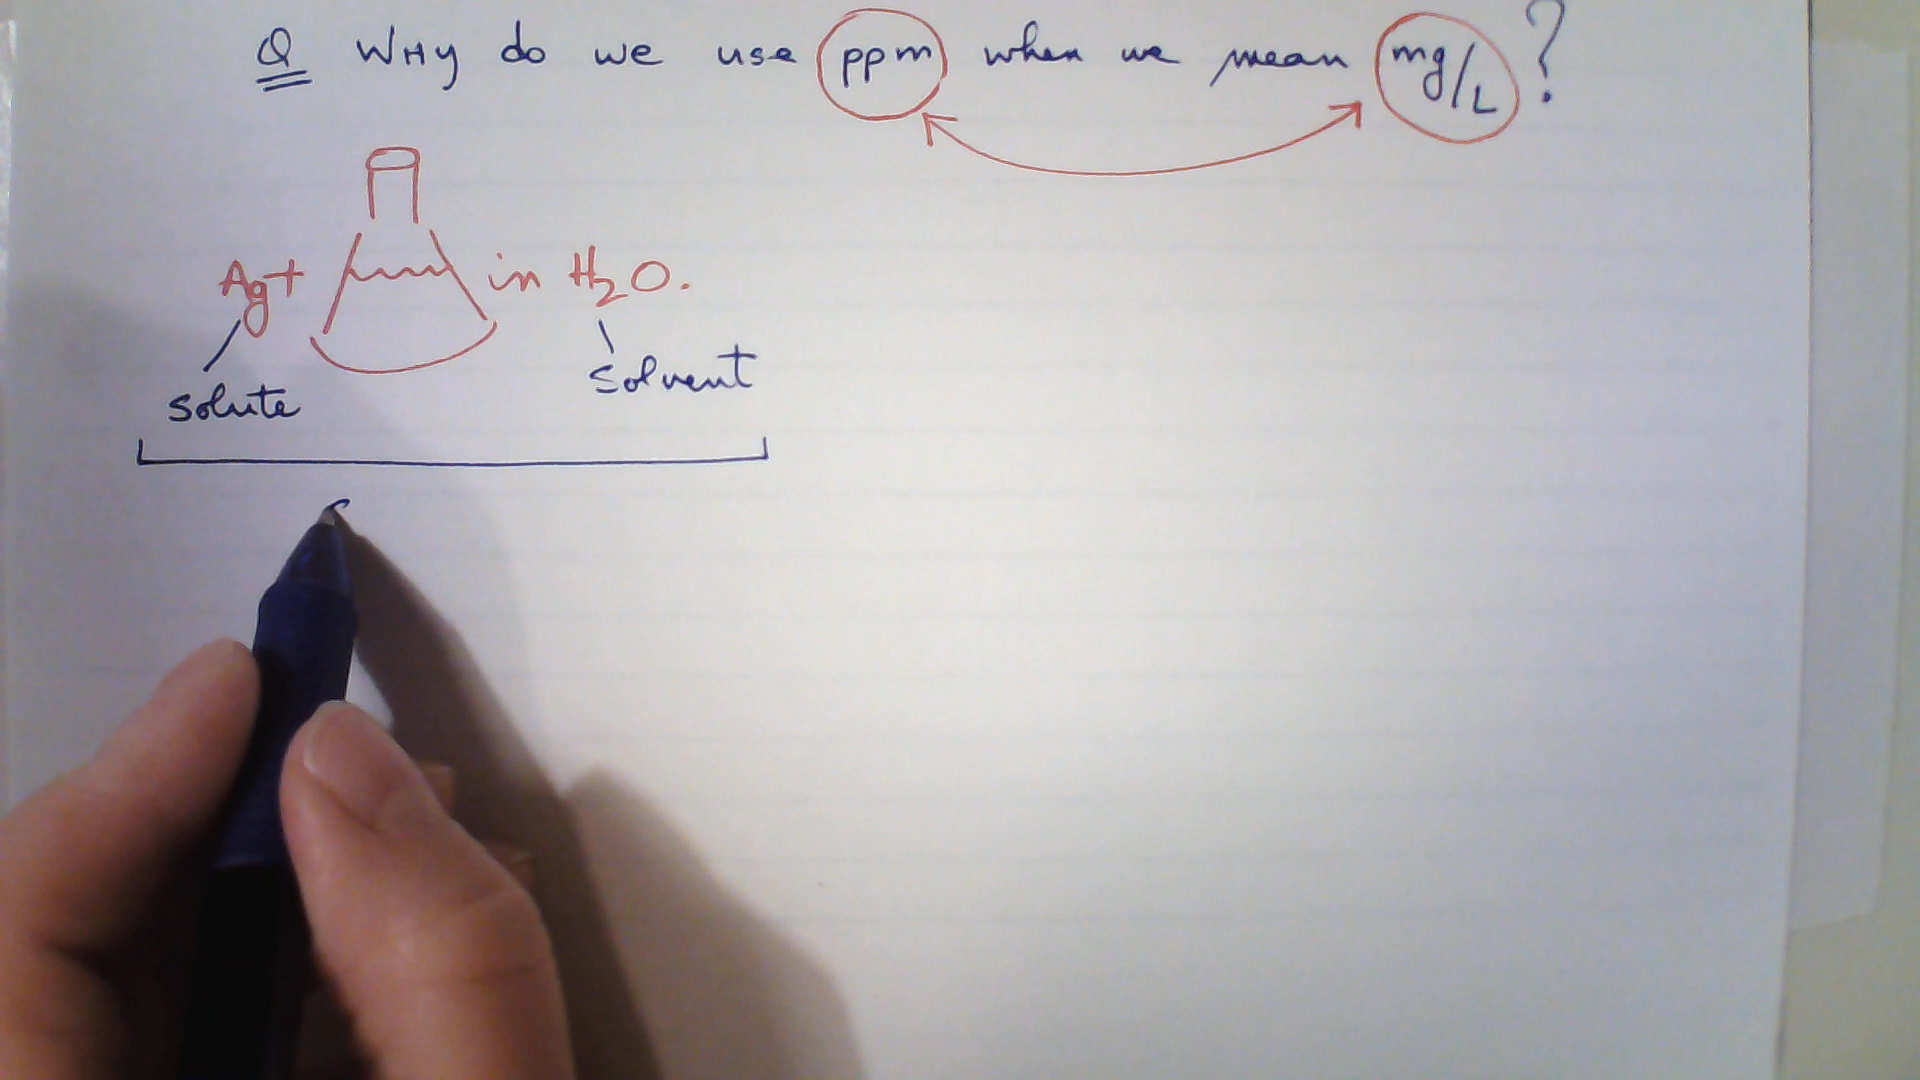 Q WHy do we use ppm when we mean mg/L ?
Ag+ in H2O.
solute
solvent